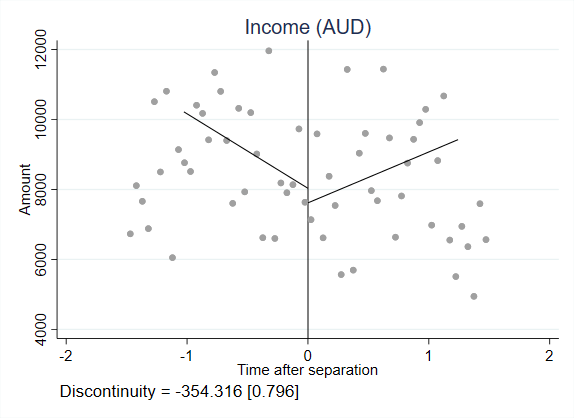 Income (AUD)
12000
10000
8000
6000
4000
Amount
-2
-1
0
1
2
Time after separation
Discontinuity = -354.316 [0.796]